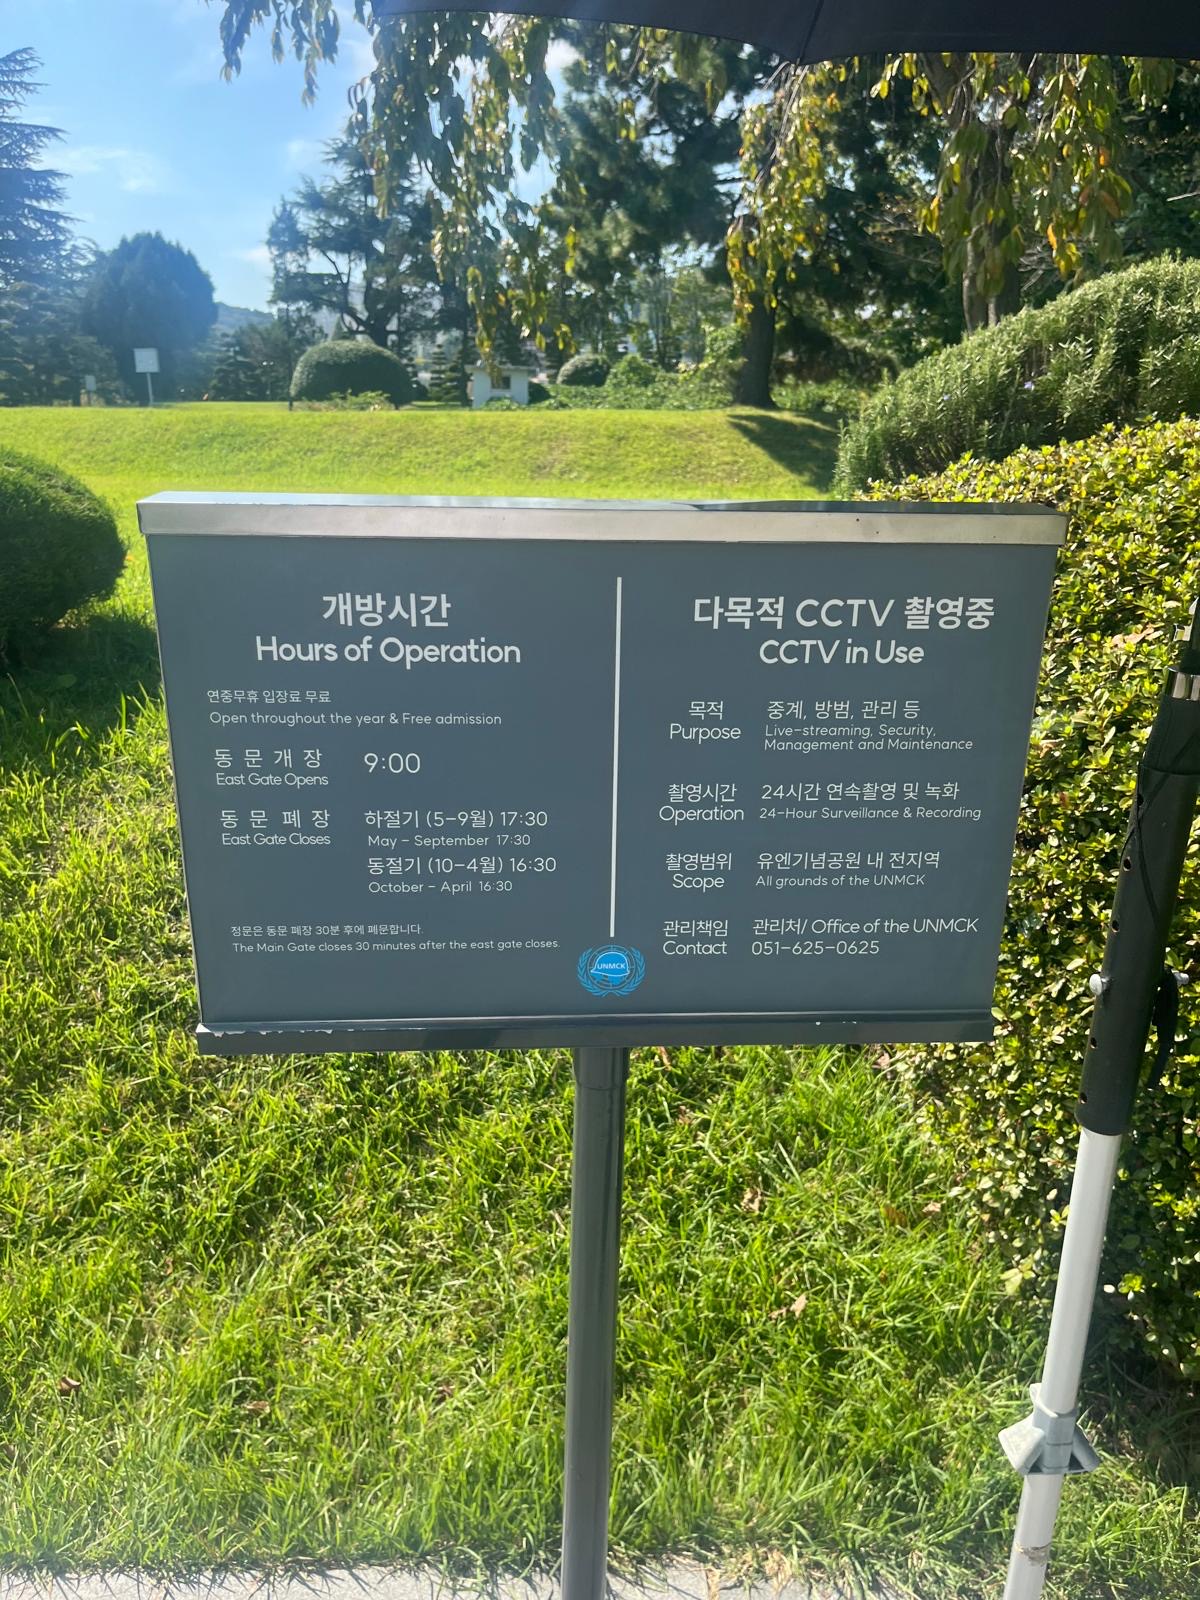 개방시간
Hours of Operation
연중무휴 입장료 무료
Open throughout the year & Free admission
동문개장 9:00
East Gate Opens
동문폐장 하절기 (5-9월) 17:30
East Gate Closes May - September 17:30
동절기 (10-4월) 16:30
October - April 16:30
정문은 동문 폐장 30분 후에 폐문합니다.
The Main Gate closes 30 minutes after the east gate closes.
다목적 CCTV 촬영중
CCTV in Use
목적 중계, 방범, 관리 등
Purpose Live-streaming, Security,
Management and Maintenance
촬영시간 24시간 연속촬영 및 녹화
Operation 24-Hour Surveillance & Recording
촬영범위 유엔기념공원 내 전지역
Scope All grounds of the UNMCK
관리책임 관리처/ Office of the UNMCK
Contact 051-625-0625
UNMCK